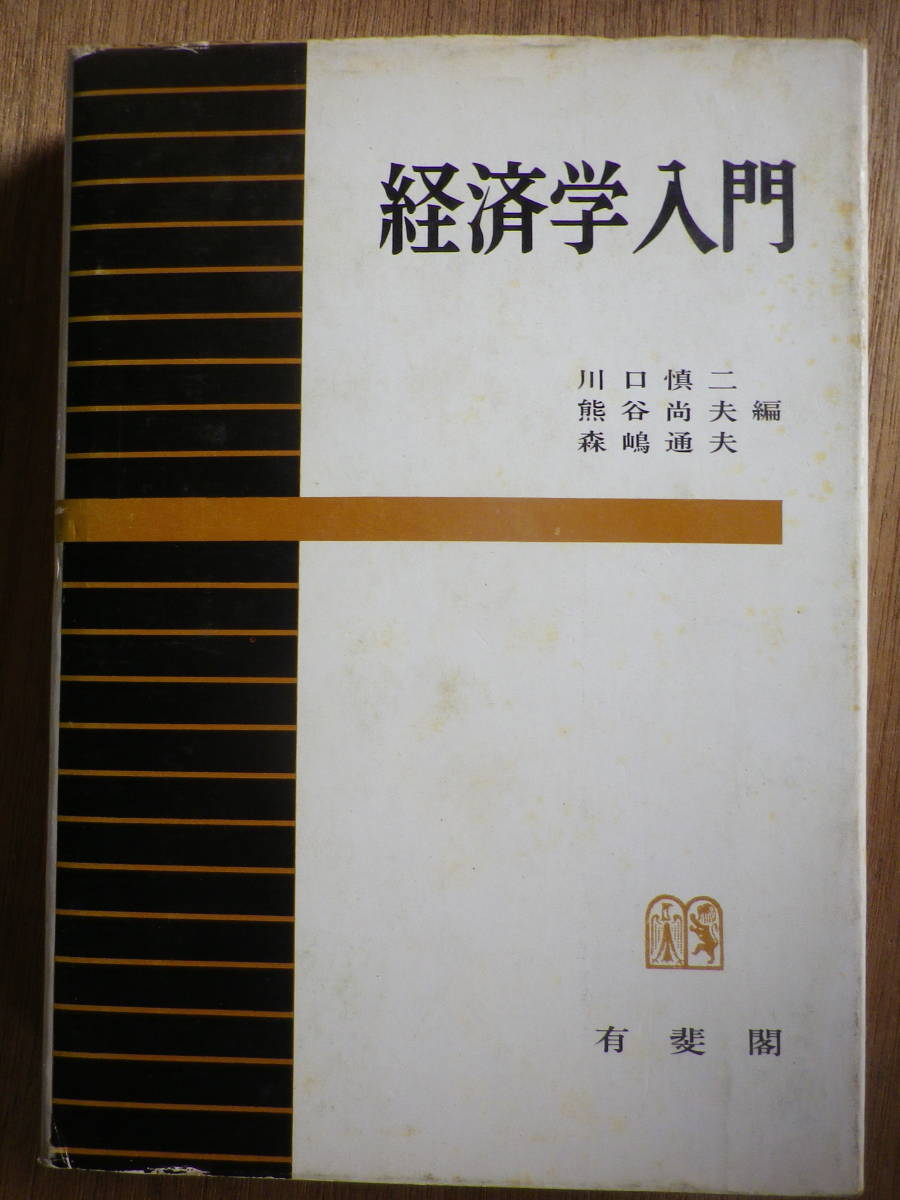 経済学入門
川口慎二
熊谷尚夫 編
森嶋通夫
有斐閣